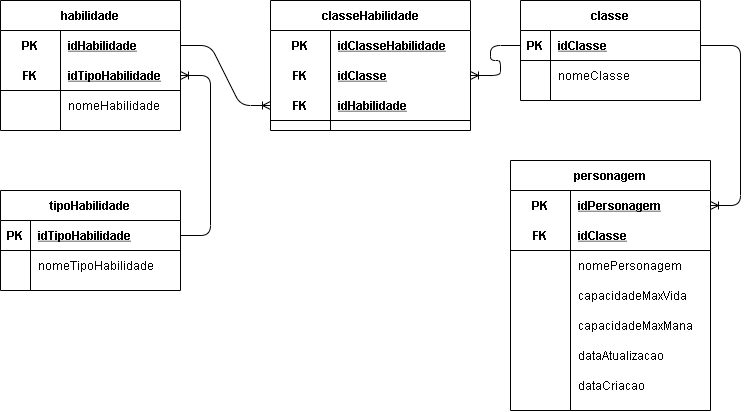 habilidade
PK idHabilidade
FK idTipoHabilidade
nomeHabilidade
classeHabilidade
PK idClasseHabilidade
FK idClasse
FK idHabilidade
classe
PK idClasse
nomeClasse
tipoHabilidade
PK idTipoHabilidade
nomeTipoHabilidade
personagem
PK idPersonagem
FK idClasse
nomePersonagem
capacidadeMaxVida
capacidadeMaxMana
dataAtualizacao
dataCriacao